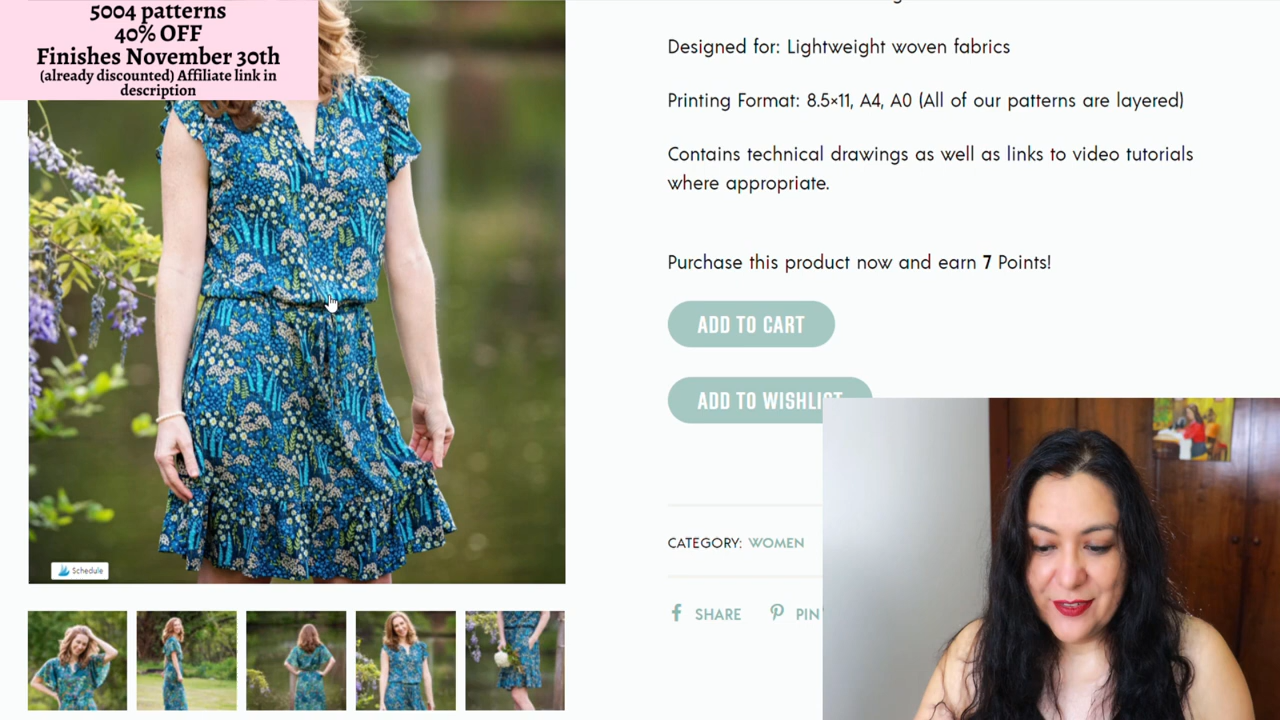 5004 patterns
40% OFF
Finishes November 30th
(already discounted) Affiliate link in
description
Designed for: Lightweight woven fabrics
Printing Format: 8.5×11, A4, A0 (All of our patterns are layered)
Contains technical drawings as well as links to video tutorials
where appropriate.
Purchase this product now and earn 7 Points!
ADD TO CART
ADD TO WISHLIST
CATEGORY: WOMEN
SHARE
PIN
Schedule